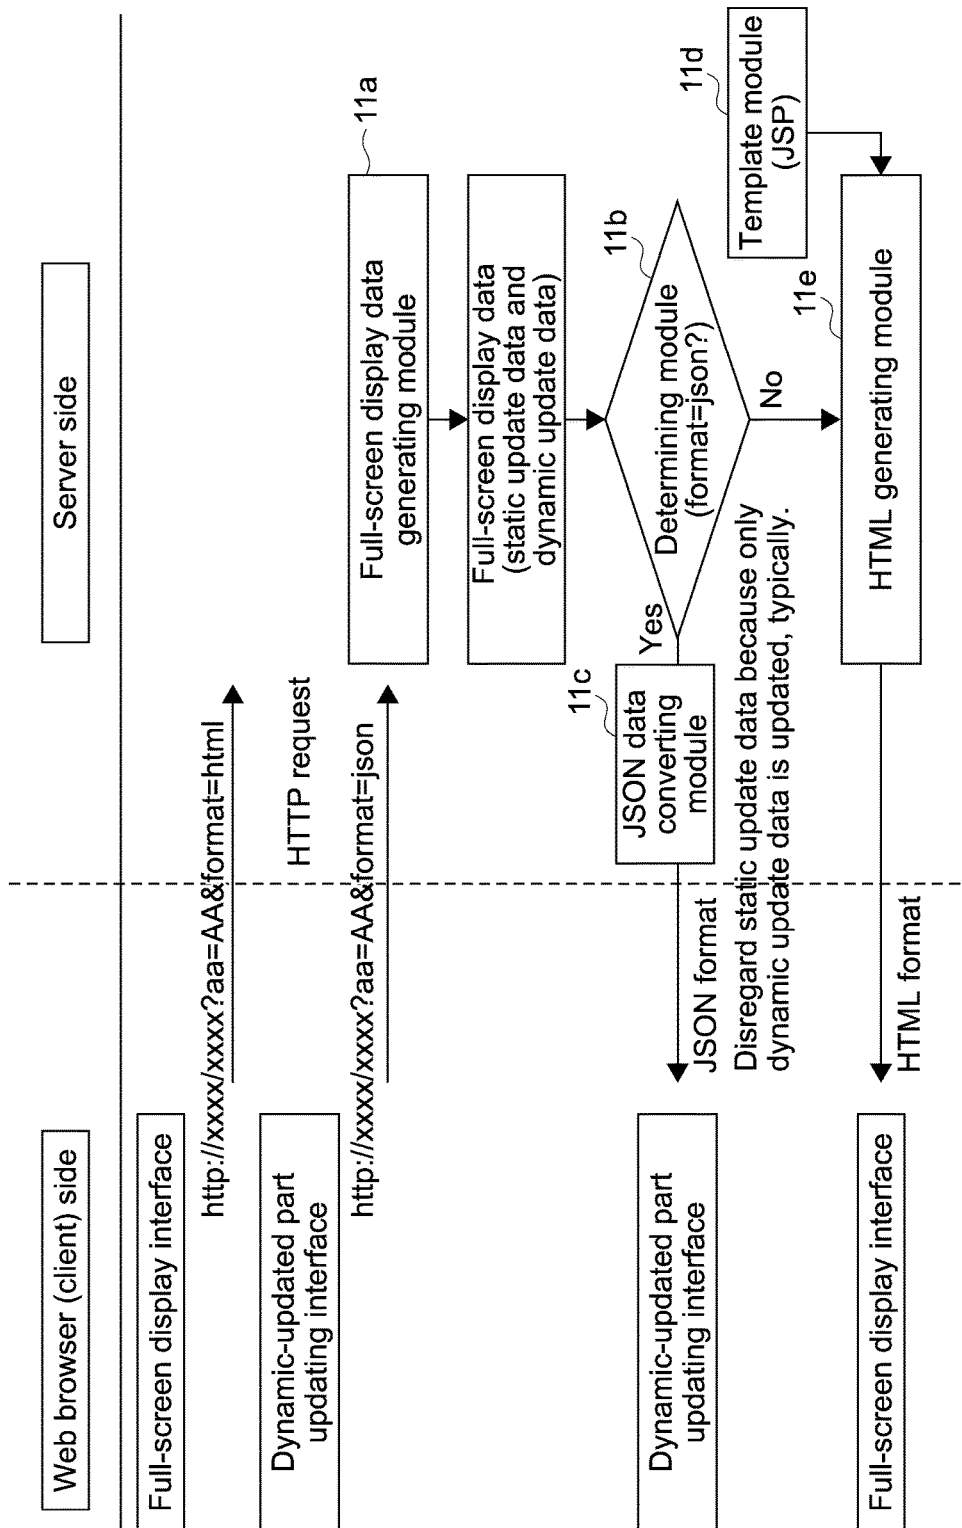 Web browser (client) side
Server side
Full-screen display interface
http://xxxx/xxxx?aa=AA&format=html
Dynamic-updated part
updating interface
HTTP request
http://xxxx/xxxx?aa=AA&format=json
11a
Full-screen display data
generating module
Full-screen display data
(static update data and
dynamic update data)
11b
Determining module
(format=json?)
Yes
No
11c
JSON data
converting
module
Dynamic-updated part
updating interface
JSON format
Disregard static update data because only
dynamic update data is updated, typically.
11d
Template module
(JSP)
11e
HTML generating module
HTML format
Full-screen display interface